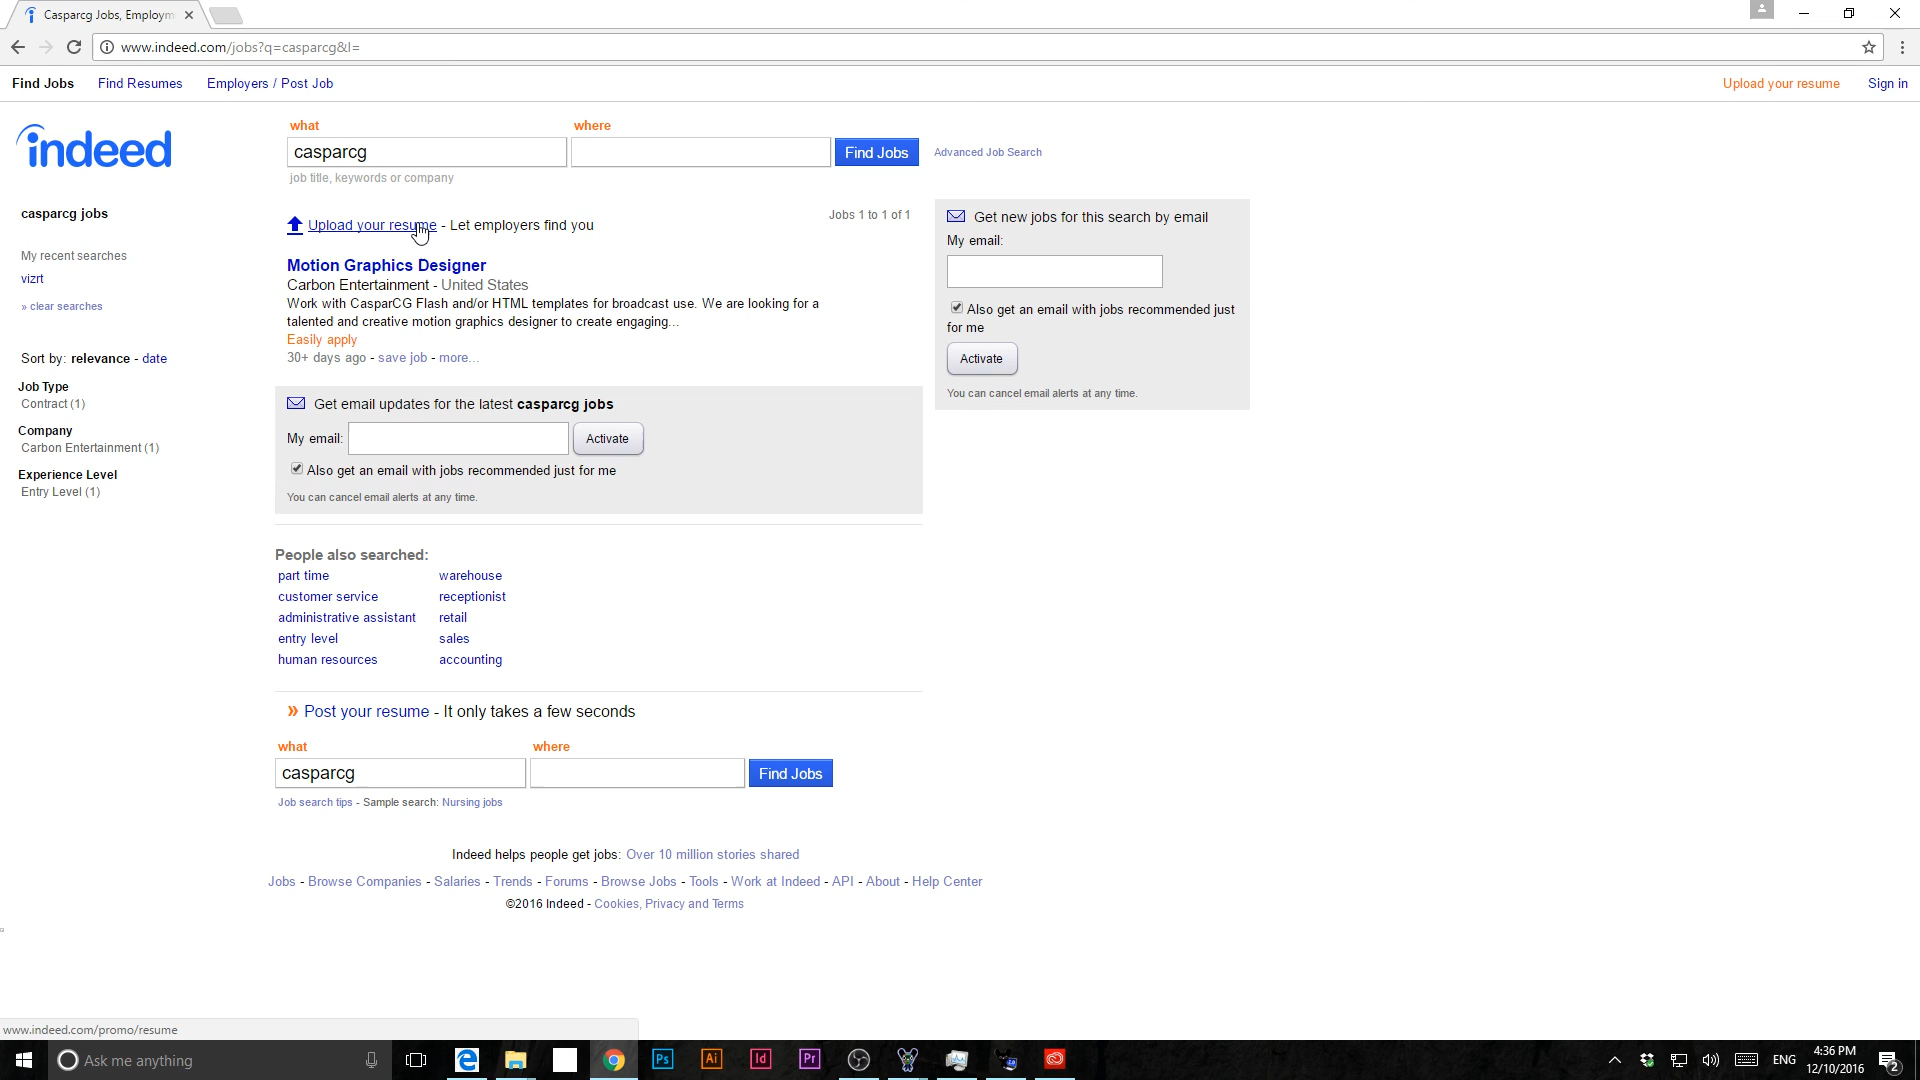 Casparcg Jobs, Employm
www.indeed.com/jobs?q=casparcg&l=
Find Jobs Find Resumes Employers / Post Job Upload your resume Sign in
indeed
what where
casparcg Find Jobs Advanced Job Search
job title, keywords or company
casparcg jobs
My recent searches
vizrt
» clear searches
Sort by: relevance - date
Job Type
Contract (1)
Company
Carbon Entertainment (1)
Experience Level
Entry Level (1)
Upload your resume - Let employers find you
Jobs 1 to 1 of 1
Motion Graphics Designer
Carbon Entertainment - United States
Work with CasparCG Flash and/or HTML templates for broadcast use. We are looking for a
talented and creative motion graphics designer to create engaging...
Easily apply
30+ days ago - save job - more...
Get email updates for the latest casparcg jobs
My email: Activate
Also get an email with jobs recommended just for me
You can cancel email alerts at any time.
Get new jobs for this search by email
My email:
Also get an email with jobs recommended just
for me
Activate
You can cancel email alerts at any time.
People also searched:
part time warehouse
customer service receptionist
administrative assistant retail
entry level sales
human resources accounting
» Post your resume - It only takes a few seconds
what where
casparcg Find Jobs
Job search tips - Sample search: Nursing jobs
Indeed helps people get jobs: Over 10 million stories shared
Jobs - Browse Companies - Salaries - Trends - Forums - Browse Jobs - Tools - Work at Indeed - API - About - Help Center
©2016 Indeed - Cookies, Privacy and Terms
www.indeed.com/promo/resume
Ask me anything
Ps Ai Id Pr
ENG
4:36 PM
12/10/2016
2